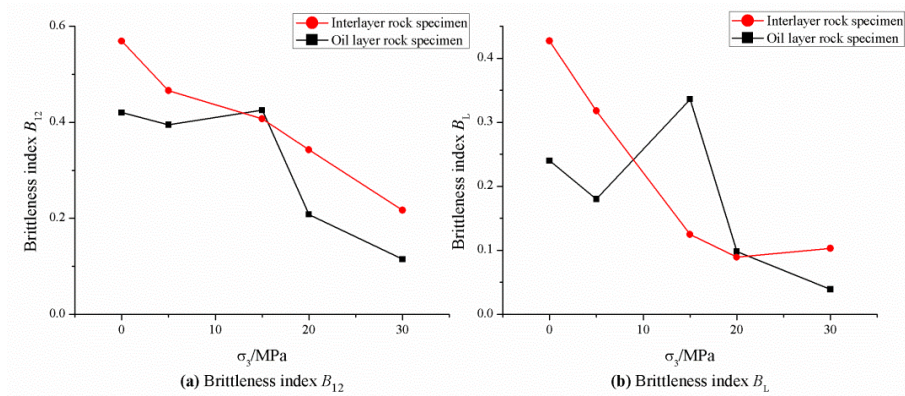 Interlayer rock specimen
Oil layer rock specimen
0.6
0.4
0.2
0.0
Brittleness index B₁₂
0 10 20 30
σ₃/MPa
(a) Brittleness index B₁₂
Interlayer rock specimen
Oil layer rock specimen
0.4
0.3
0.2
0.1
0.0
Brittleness index B_L
0 10 20 30
σ₃/MPa
(b) Brittleness index B_L